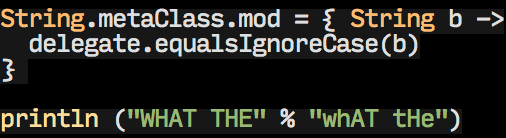 String.metaClass.mod = { String b ->
  delegate.equalsIgnoreCase(b)
}
println ("WHAT THE" % "whAT tHe")